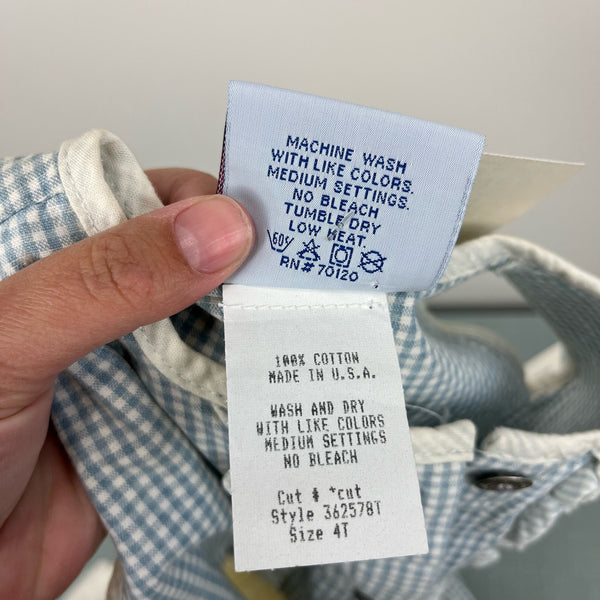 MACHINE WASH
WITH LIKE COLORS.
MEDIUM SETTINGS.
NO BLEACH
TUMBLE DRY
LOW HEAT.
60Y
RN# 70120
100% COTTON
MADE IN U.S.A.
WASH AND DRY
WITH LIKE COLORS
MEDIUM SETTINGS
NO BLEACH
Cut # *cut
Style 362578T
Size 4T